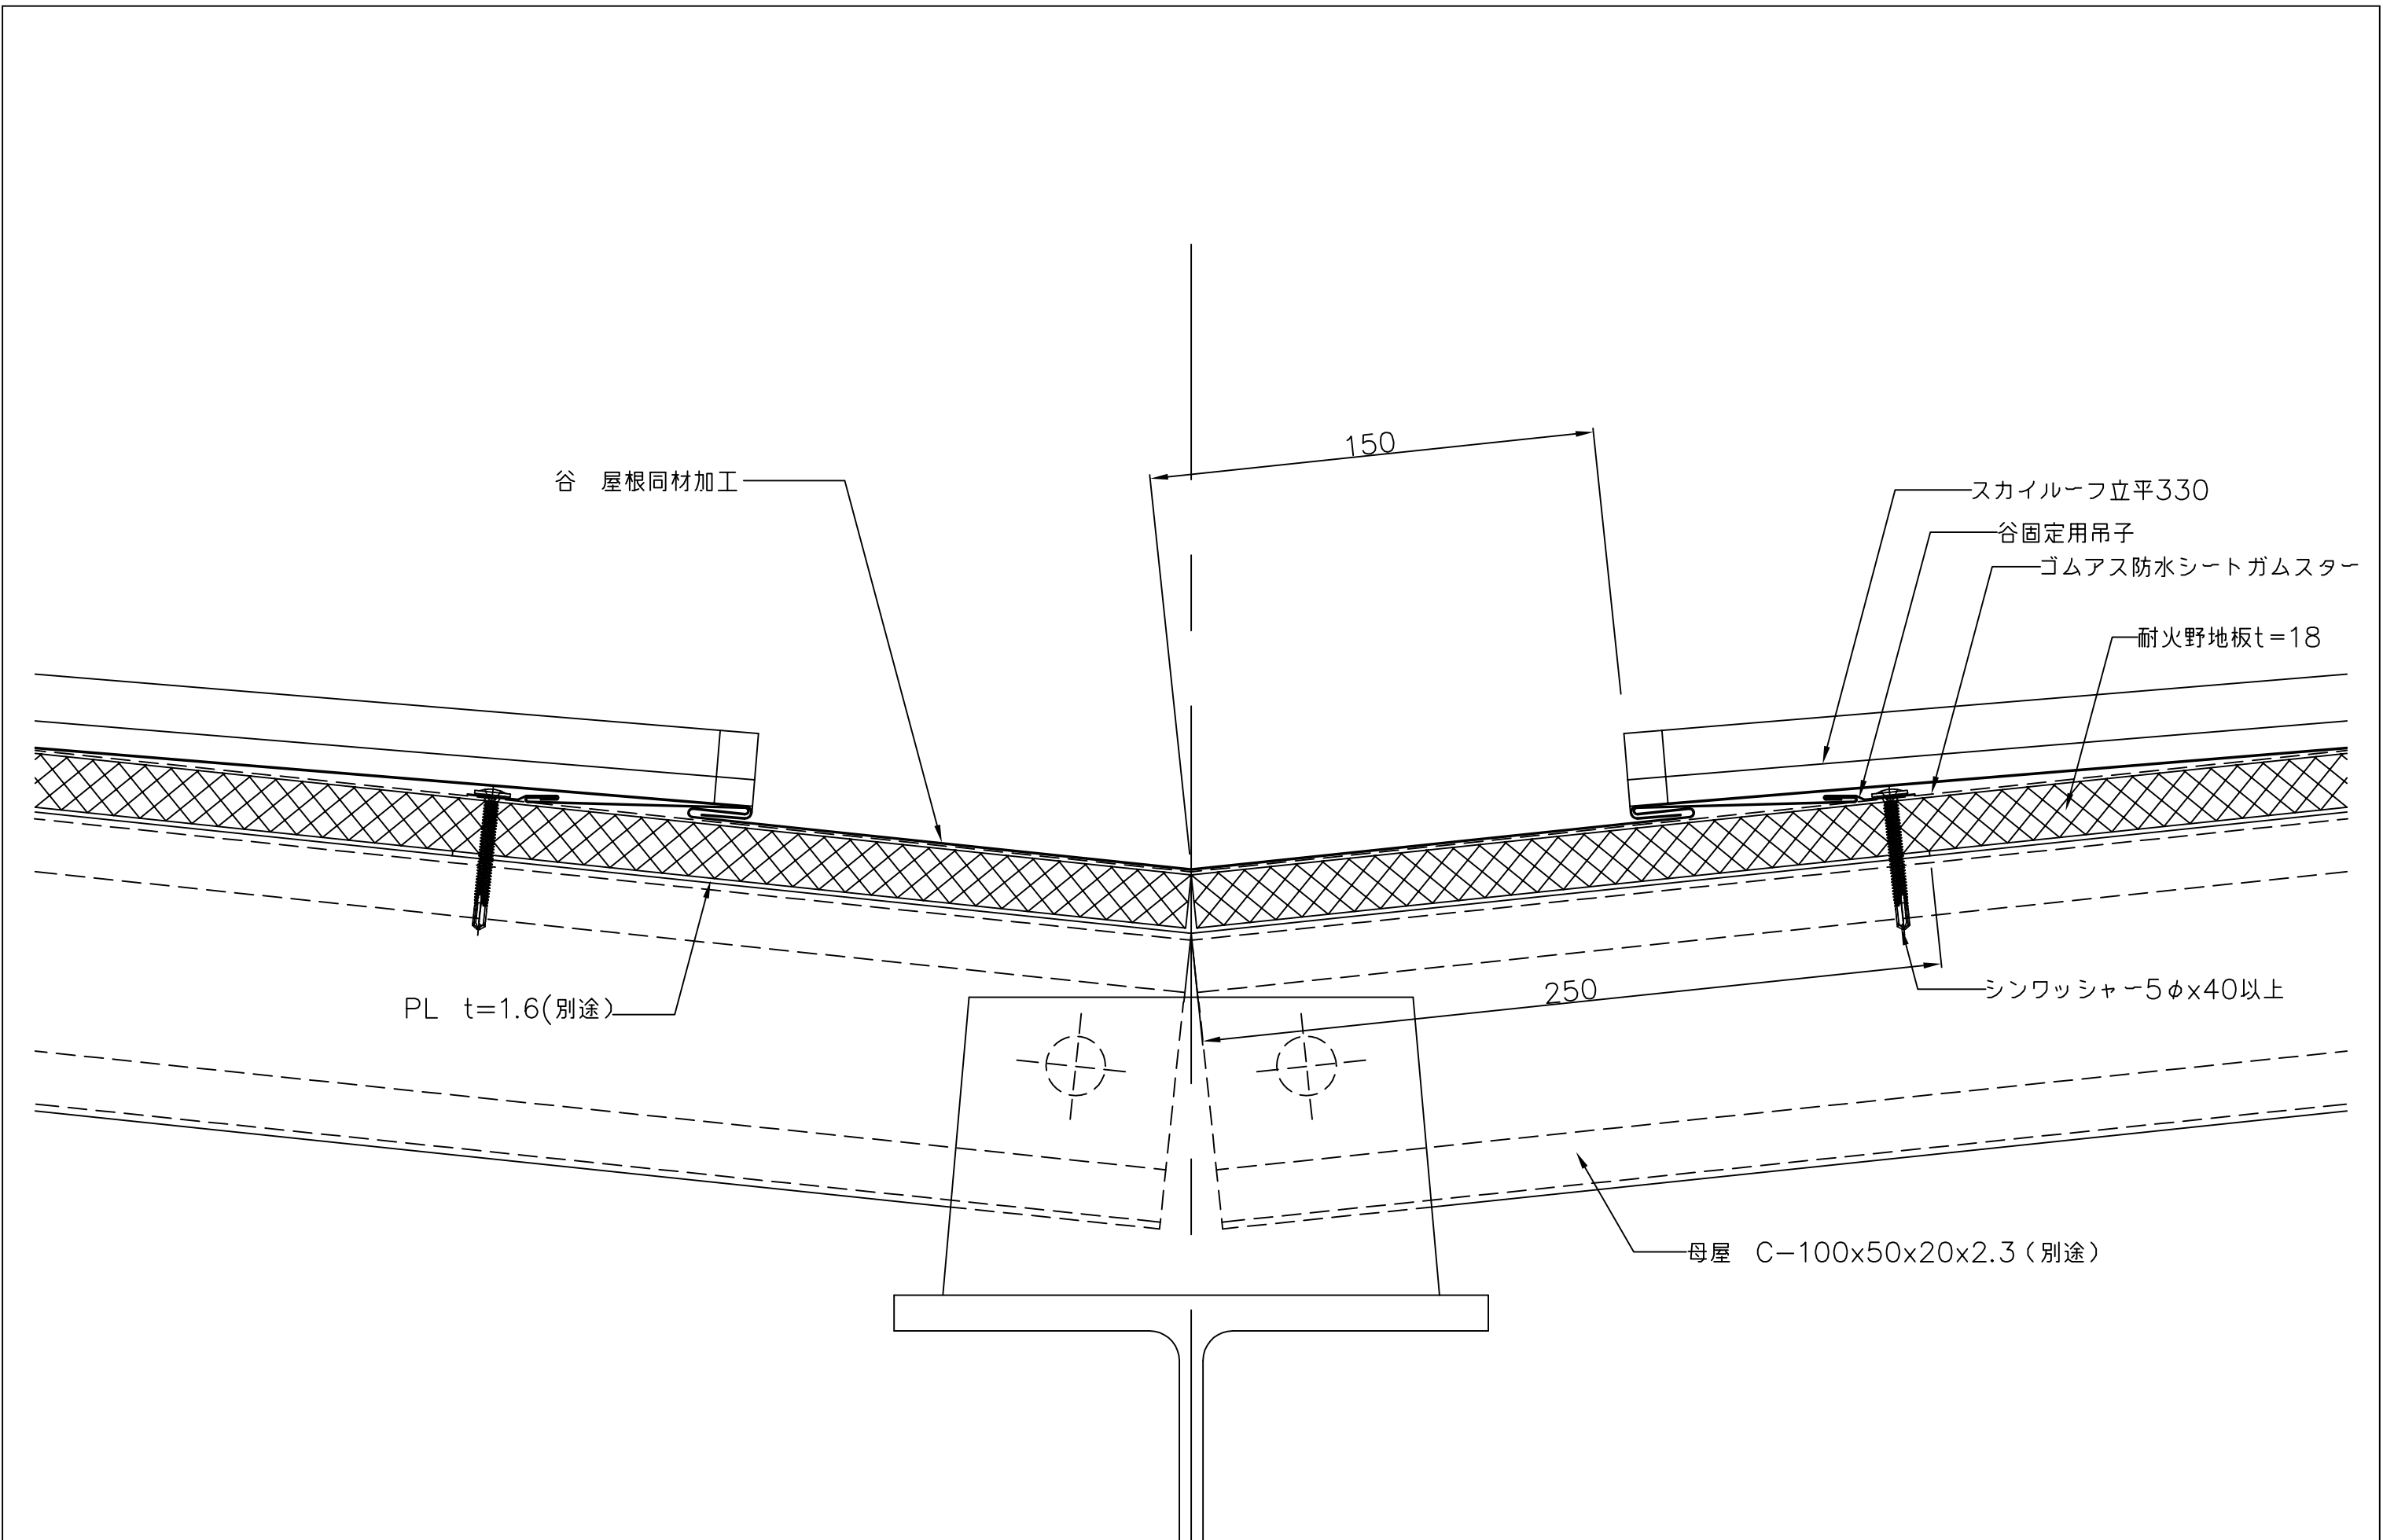 150
谷　屋根同材加工
スカイルーフ立平330
谷固定用吊子
ゴムアス防水シートガムスター
耐火野地板t=18
PL　t=1.6(別途)
250
シンワッシャー5φx40以上
母屋　C-100x50x20x2.3(別途)